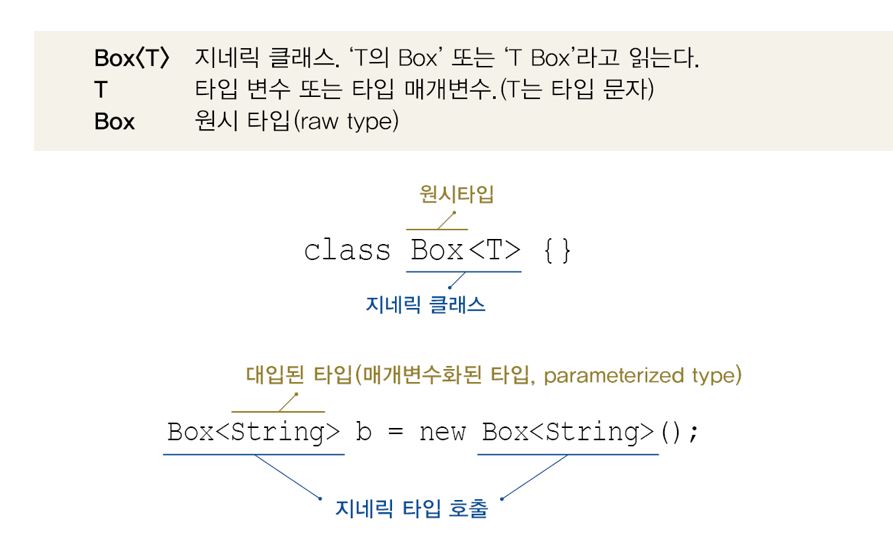 Box<T> 지네릭 클래스. ‘T의 Box’ 또는 ‘T Box’라고 읽는다.
T 타입 변수 또는 타입 매개변수.(T는 타입 문자)
Box 원시 타입(raw type)
원시타입
class Box<T> {}
지네릭 클래스
대입된 타입(매개변수화된 타입, parameterized type)
Box<String> b = new Box<String>();
지네릭 타입 호출